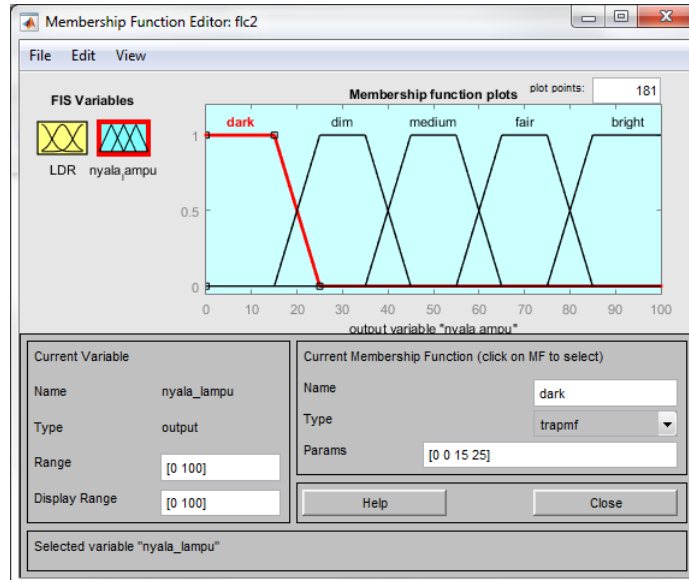 Membership Function Editor: flc2
File Edit View
FIS Variables
LDR nyala_lampu
Membership function plots plot points: 181
dark dim medium fair bright
1
0.5
0
0 10 20 30 40 50 60 70 80 90 100
output variable "nyala ampu"
Current Variable
Name nyala_lampu
Type output
Range [0 100]
Display Range [0 100]
Current Membership Function (click on MF to select)
Name dark
Type trapmf
Params [0 0 15 25]
Help Close
Selected variable "nyala_lampu"